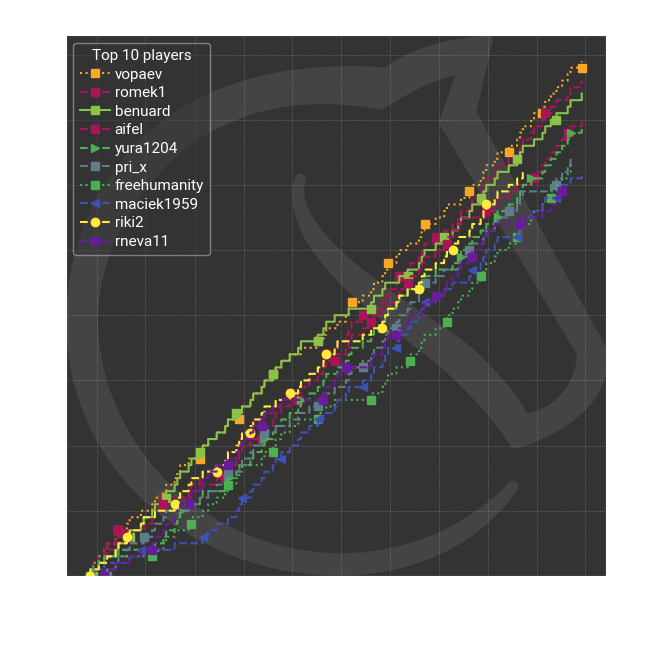 Top 10 players
vopaev
romek1
benuard
aifel
yura1204
pri_x
freehumanity
maciek1959
riki2
rneva11